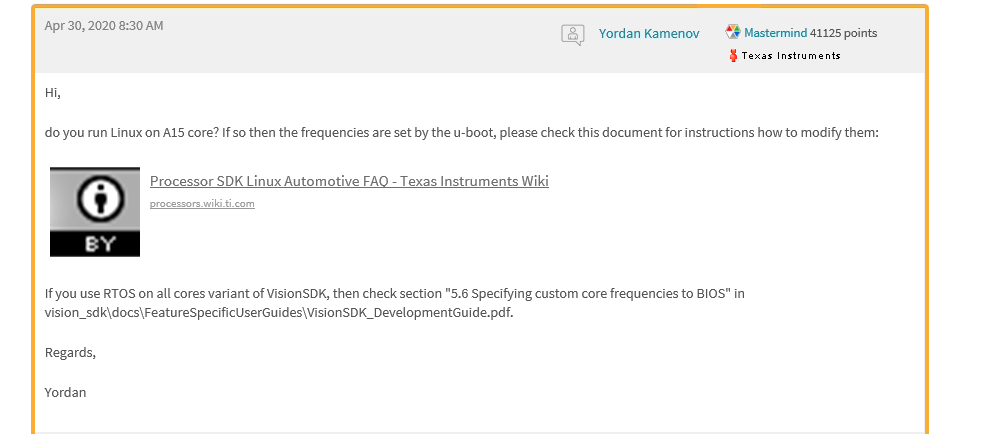 Apr 30, 2020 8:30 AM
Yordan Kamenov
Mastermind 41125 points
Texas Instruments
Hi,
do you run Linux on A15 core? If so then the frequencies are set by the u-boot, please check this document for instructions how to modify them:
Processor SDK Linux Automotive FAQ - Texas Instruments Wiki
processors.wiki.ti.com
BY
If you use RTOS on all cores variant of VisionSDK, then check section "5.6 Specifying custom core frequencies to BIOS" in
vision_sdk\docs\FeatureSpecificUserGuides\VisionSDK_DevelopmentGuide.pdf.
Regards,
Yordan